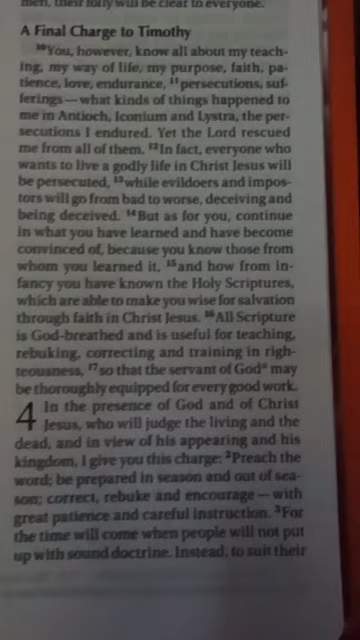 men, their folly will be clear to everyone.
A Final Charge to Timothy
¹⁰You, however, know all about my teach-
ing, my way of life, my purpose, faith, pa-
tience, love, endurance, ¹¹persecutions, suf-
ferings—what kinds of things happened to
me in Antioch, Iconium and Lystra, the per-
secutions I endured. Yet the Lord rescued
me from all of them. ¹²In fact, everyone who
wants to live a godly life in Christ Jesus will
be persecuted, ¹³while evildoers and impos-
tors will go from bad to worse, deceiving and
being deceived. ¹⁴But as for you, continue
in what you have learned and have become
convinced of, because you know those from
whom you learned it, ¹⁵and how from in-
fancy you have known the Holy Scriptures,
which are able to make you wise for salvation
through faith in Christ Jesus. ¹⁶All Scripture
is God-breathed and is useful for teaching,
rebuking, correcting and training in righ-
teousness, ¹⁷so that the servant of Godᵃ may
be thoroughly equipped for every good work.
4 In the presence of God and of Christ
Jesus, who will judge the living and the
dead, and in view of his appearing and his
kingdom, I give you this charge: ²Preach the
word; be prepared in season and out of sea-
son; correct, rebuke and encourage—with
great patience and careful instruction. ³For
the time will come when people will not put
up with sound doctrine. Instead, to suit their